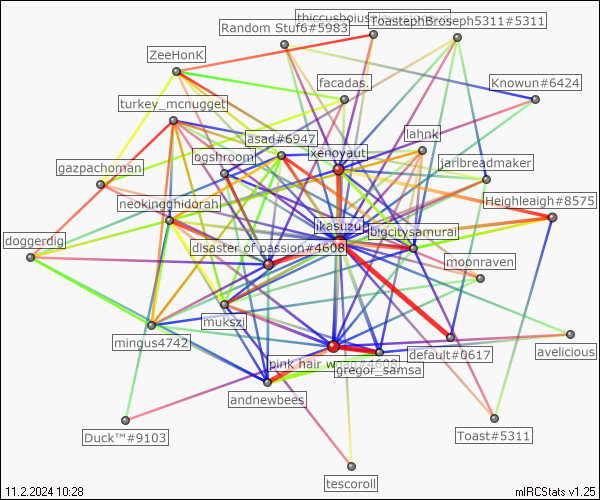 thiccusboius
ToastephBroseph5311#5311
Random Stuf6#5983
ZeeHonK
facadas.
Knowun#6424
turkey_mcnugget
asad#6947
lahnk
xenoyaut
ogshroom
jarlbreadmaker
gazpachoman
neokingghidorah
Heighleaigh#8575
ikasuzu
bigcitysamurai
doggerdig
disaster of passion#4608
moonraven
mukszi
mingus4742
default#0617
avelicious
pink hair w
gregor_samsa
andnewbees
Duck™#9103
Toast#5311
tescoroll
11.2.2024 10:28
mIRCStats v1.25